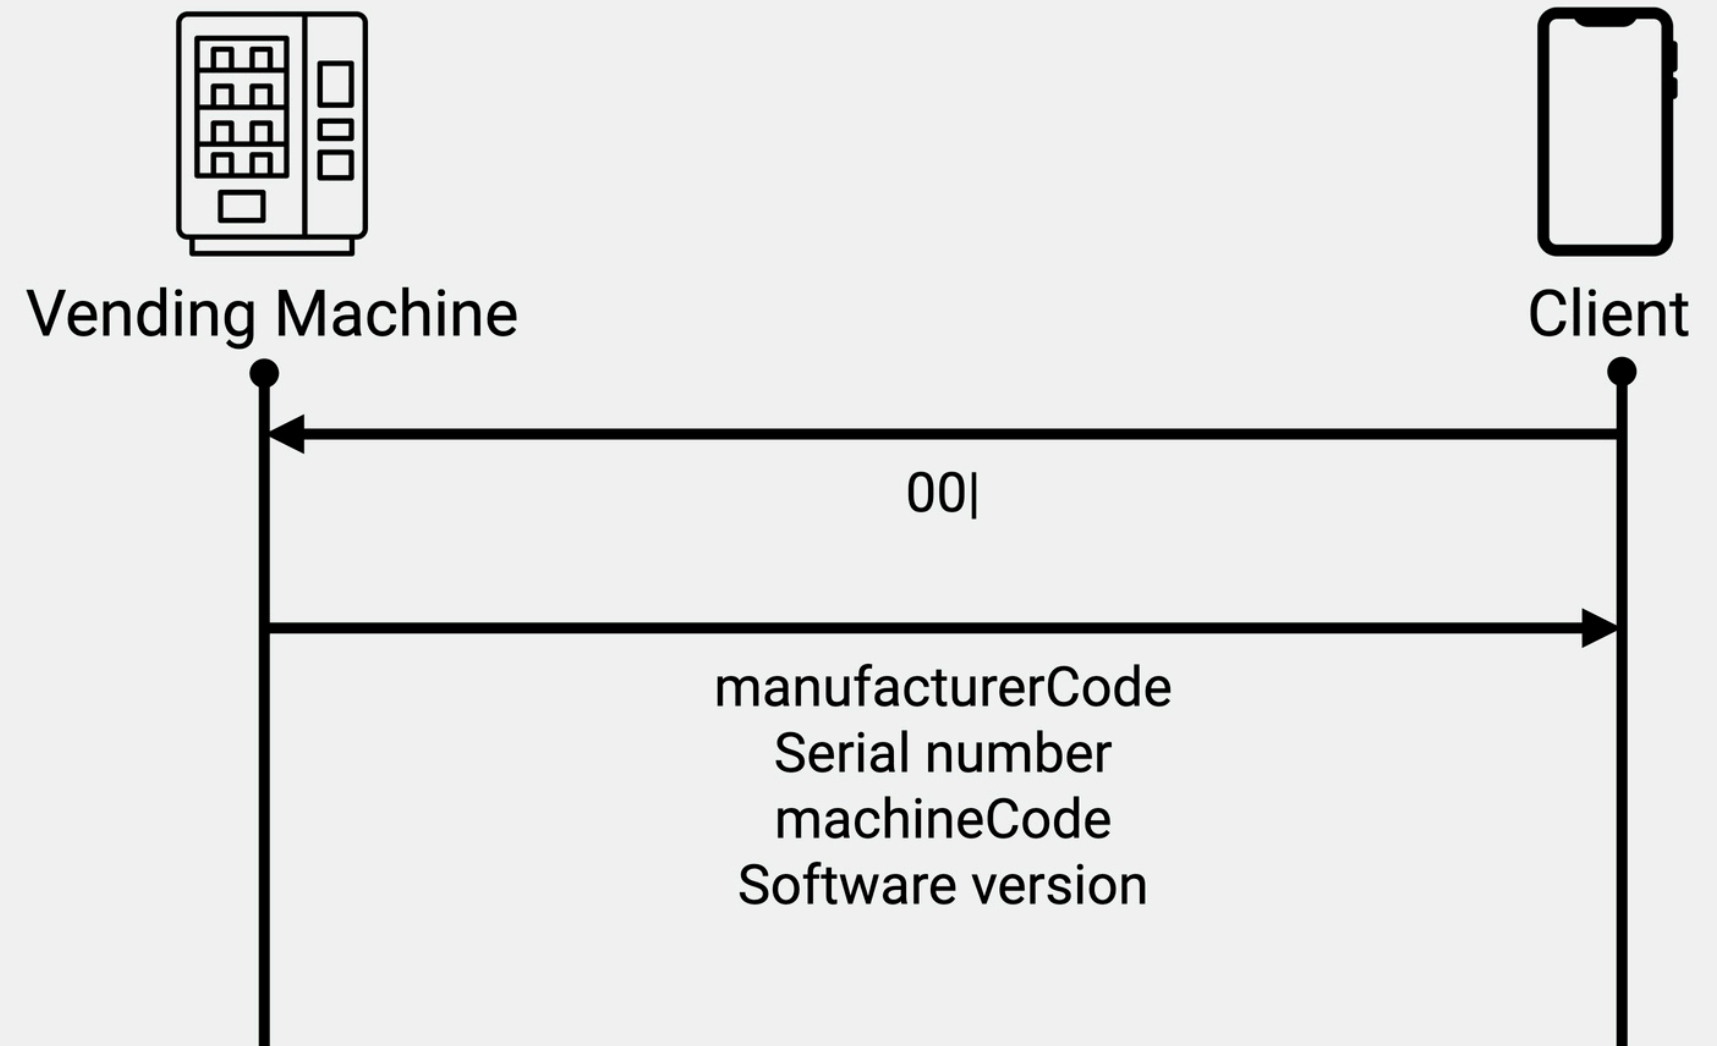 Vending Machine
Client
00|
manufacturerCode
Serial number
machineCode
Software version